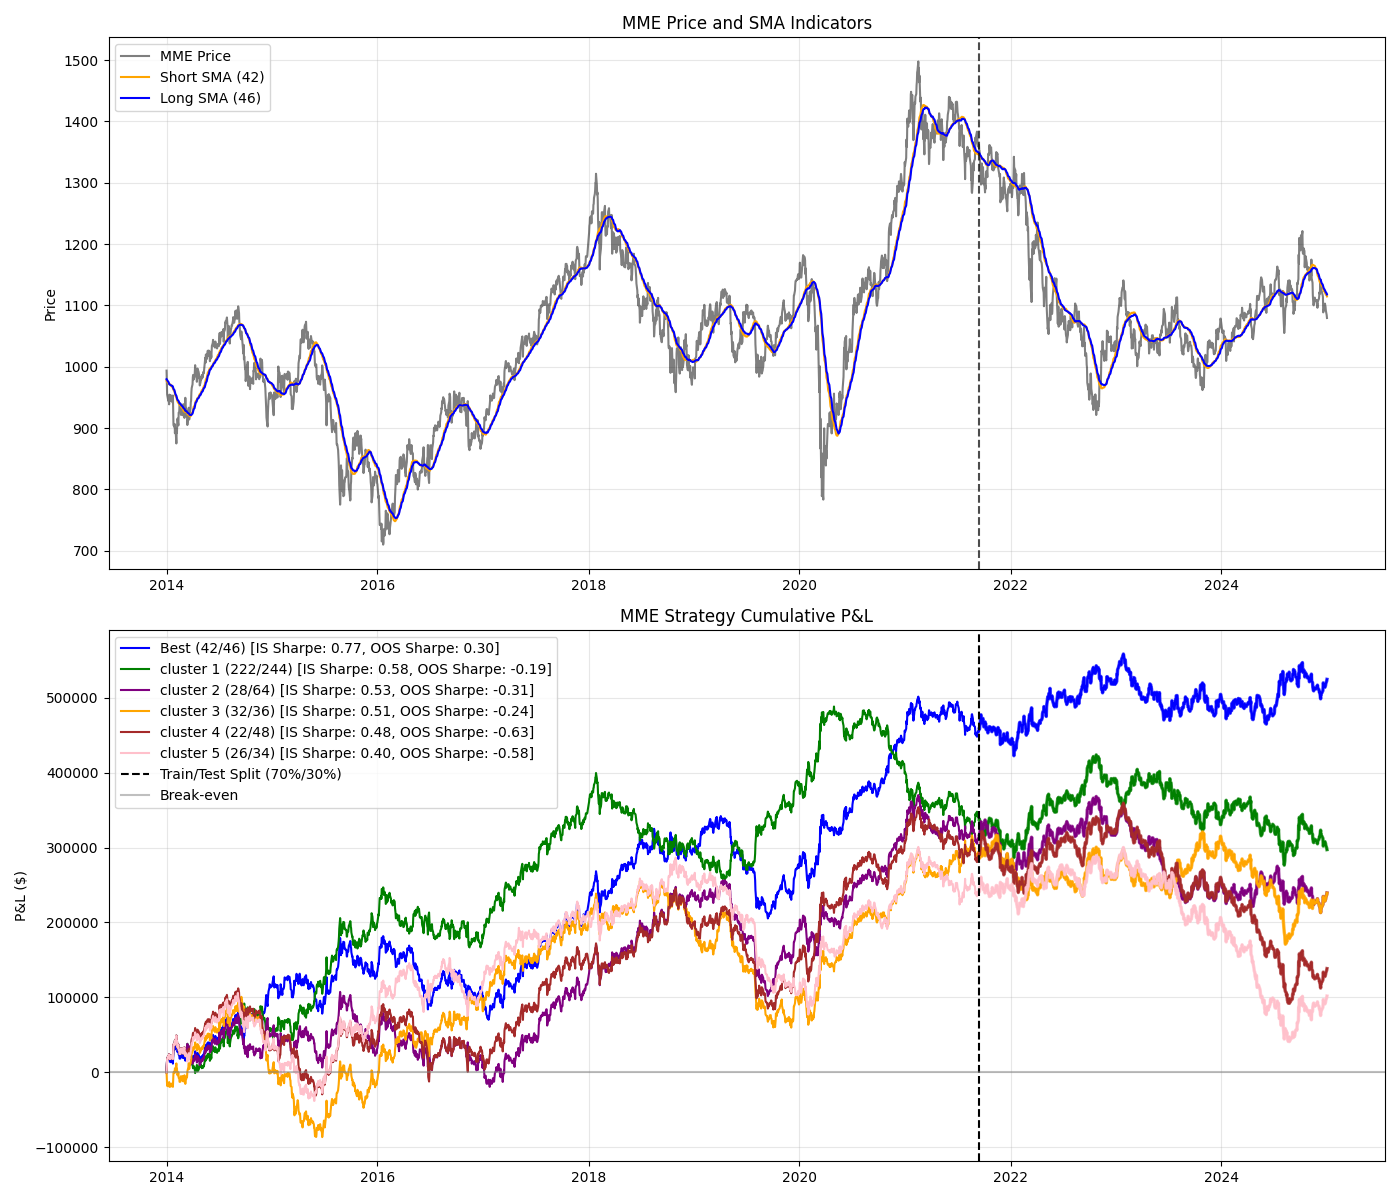 MME Price and SMA Indicators
MME Price
Short SMA (42)
Long SMA (46)
Price
1500
1400
1300
1200
1100
1000
900
800
700
2014 2016 2018 2020 2022 2024
MME Strategy Cumulative P&L
Best (42/46) [IS Sharpe: 0.77, OOS Sharpe: 0.30]
cluster 1 (222/244) [IS Sharpe: 0.58, OOS Sharpe: -0.19]
cluster 2 (28/64) [IS Sharpe: 0.53, OOS Sharpe: -0.31]
cluster 3 (32/36) [IS Sharpe: 0.51, OOS Sharpe: -0.24]
cluster 4 (22/48) [IS Sharpe: 0.48, OOS Sharpe: -0.63]
cluster 5 (26/34) [IS Sharpe: 0.40, OOS Sharpe: -0.58]
Train/Test Split (70%/30%)
Break-even
P&L ($)
500000
400000
300000
200000
100000
0
−100000
2014 2016 2018 2020 2022 2024